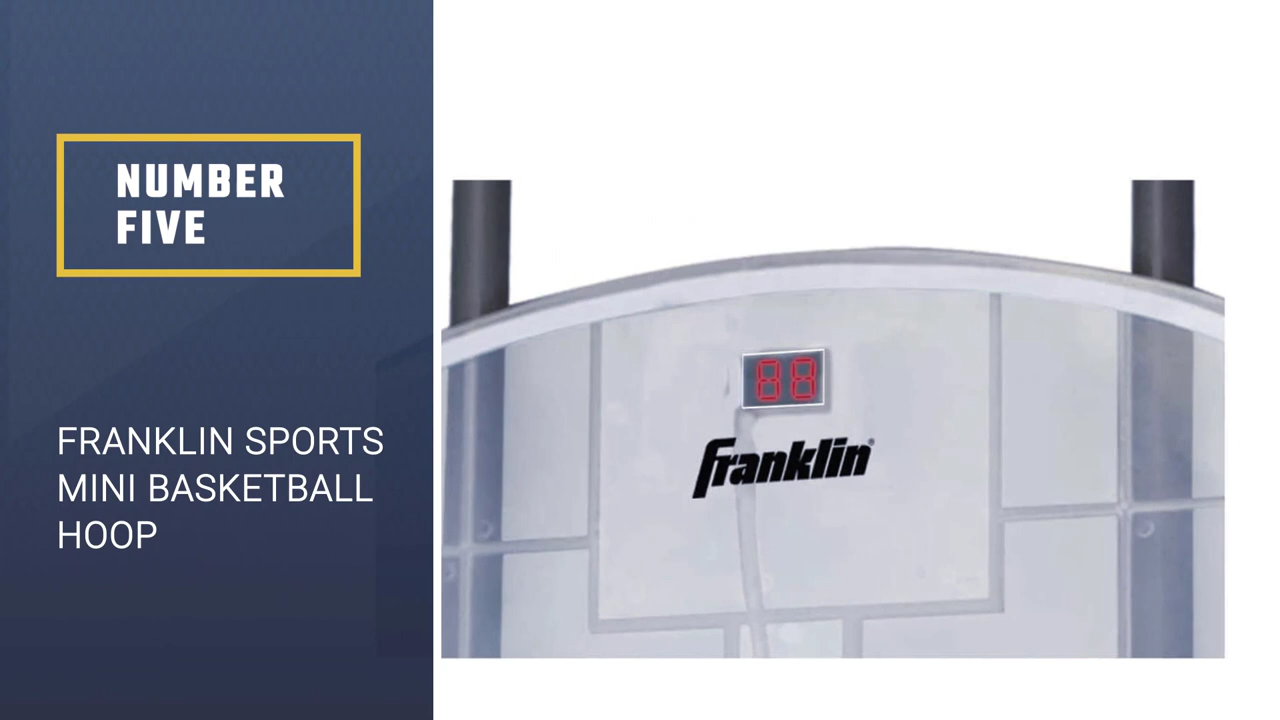 NUMBER
FIVE
FRANKLIN SPORTS
MINI BASKETBALL
HOOP
88
Franklin®